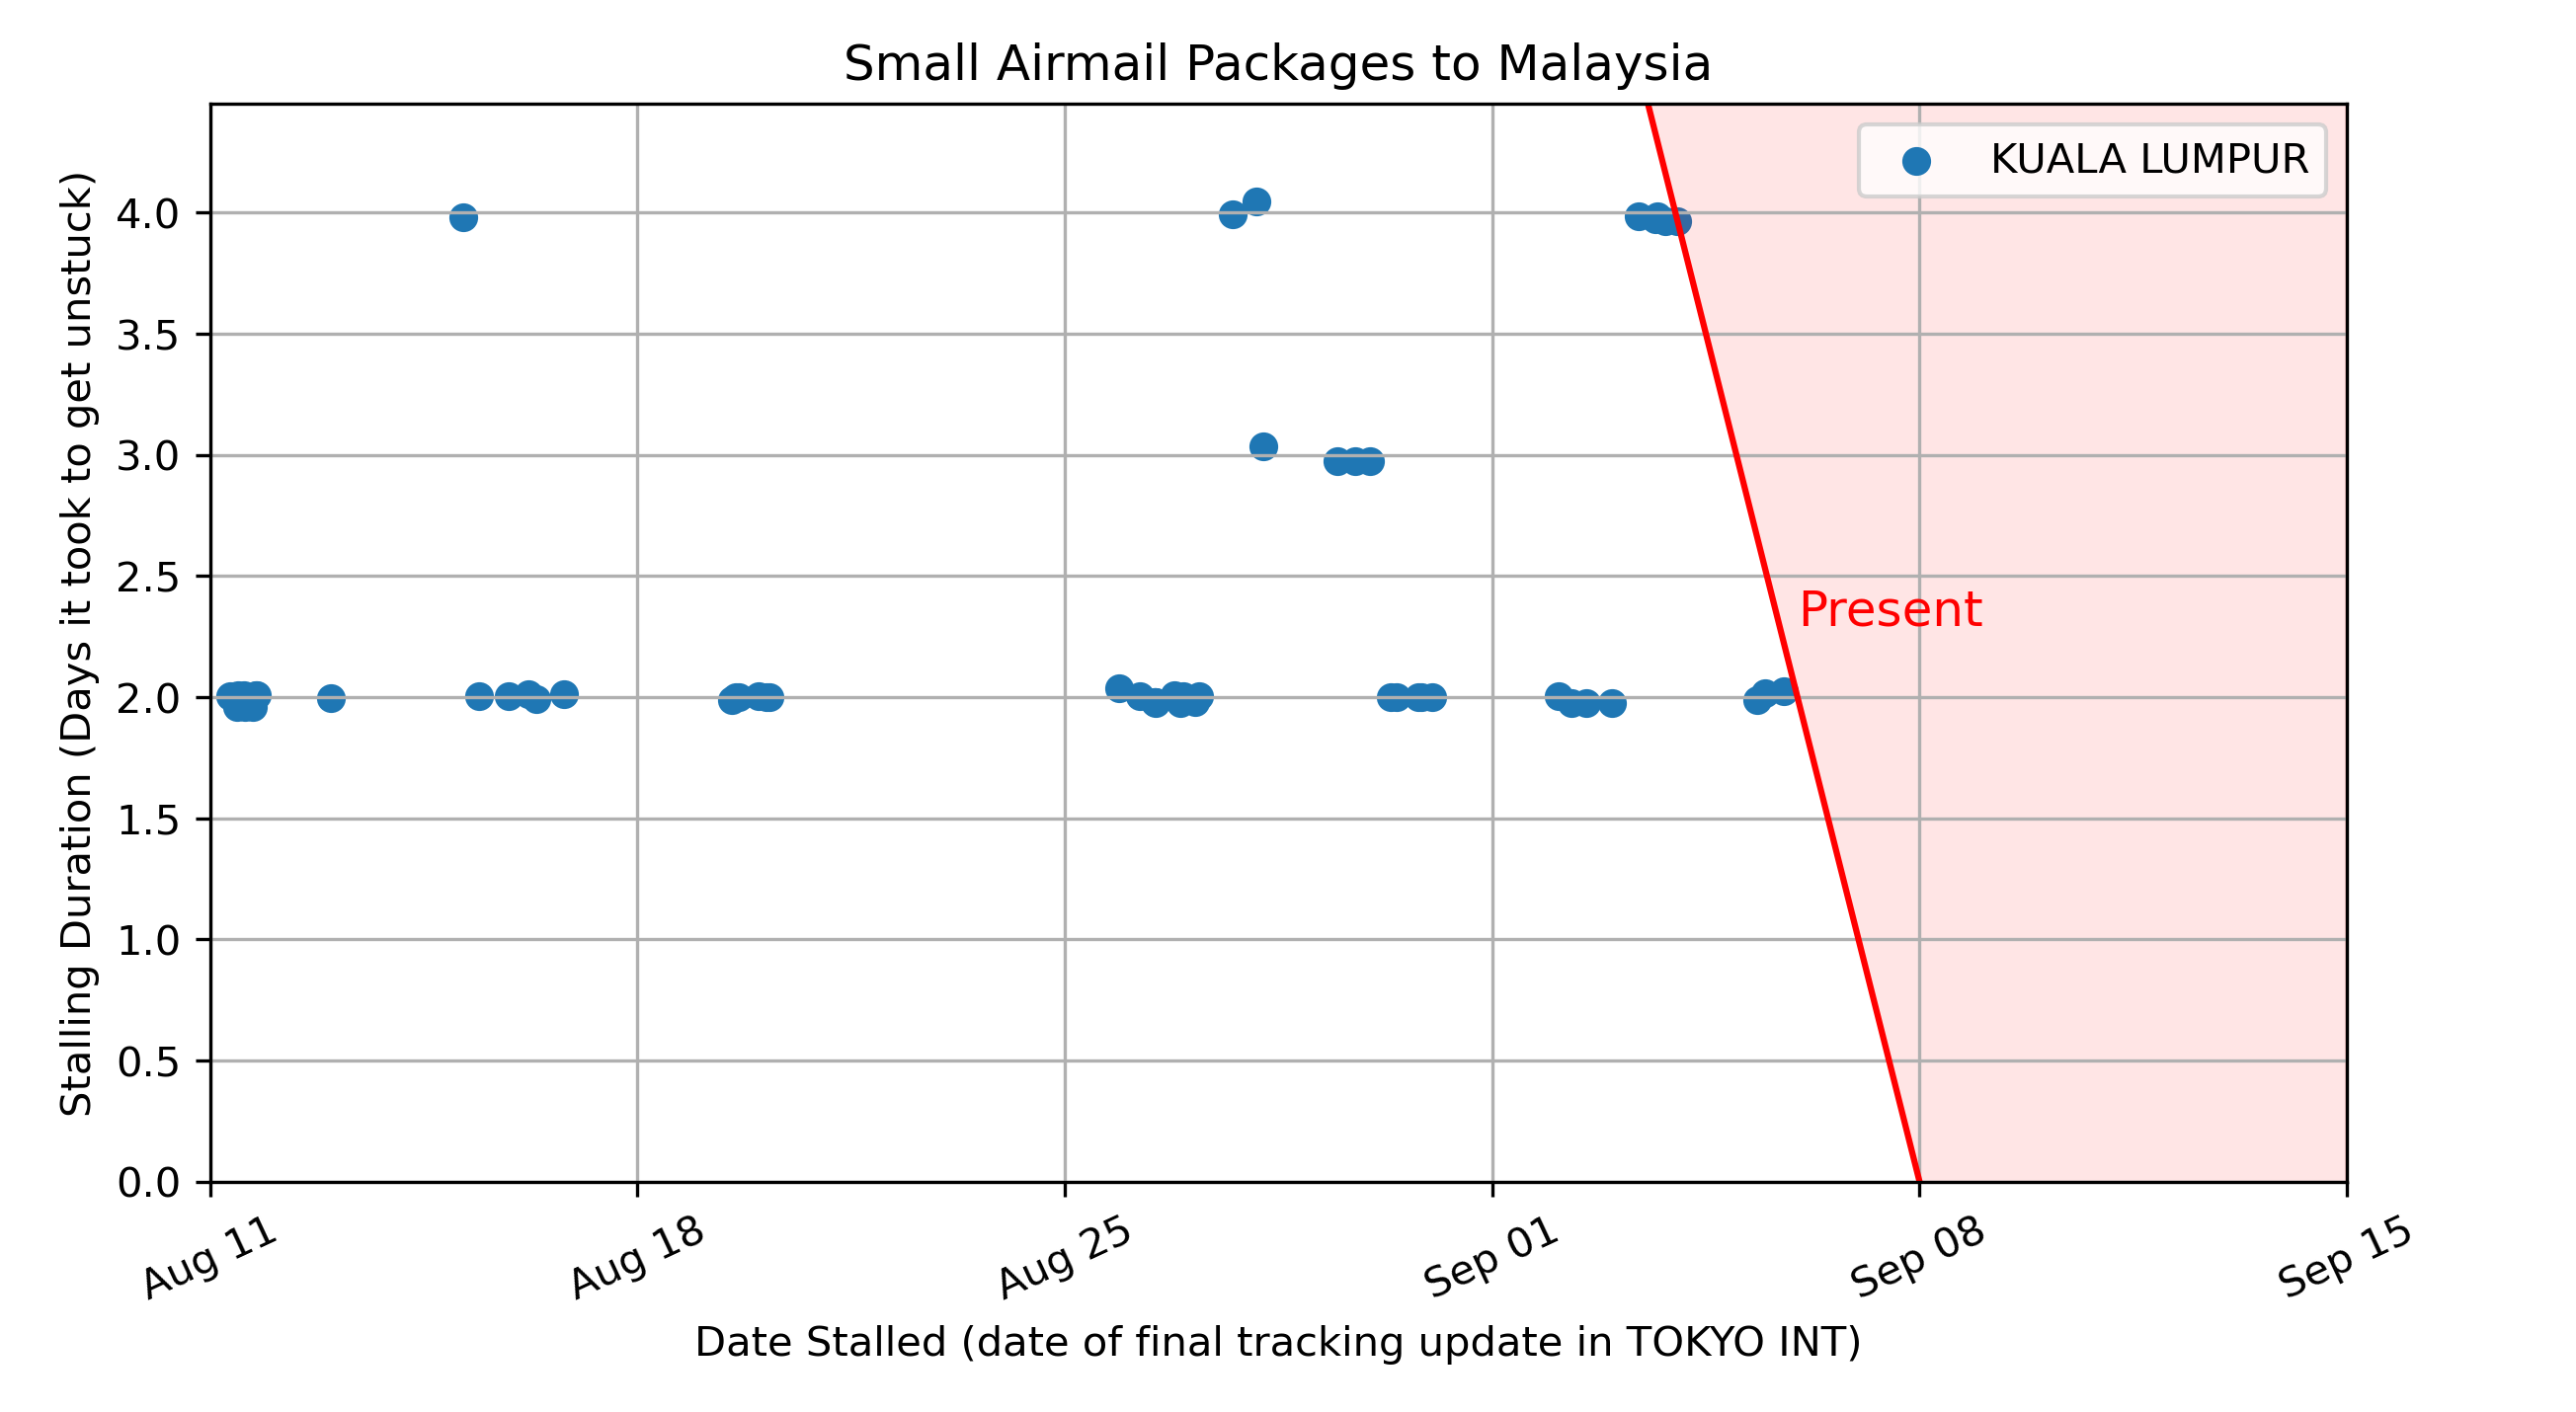 Small Airmail Packages to Malaysia
KUALA LUMPUR
Stalling Duration (Days it took to get unstuck)
4.0
3.5
3.0
2.5
2.0
1.5
1.0
0.5
0.0
Present
Aug 11
Aug 18
Aug 25
Sep 01
Sep 08
Sep 15
Date Stalled (date of final tracking update in TOKYO INT)